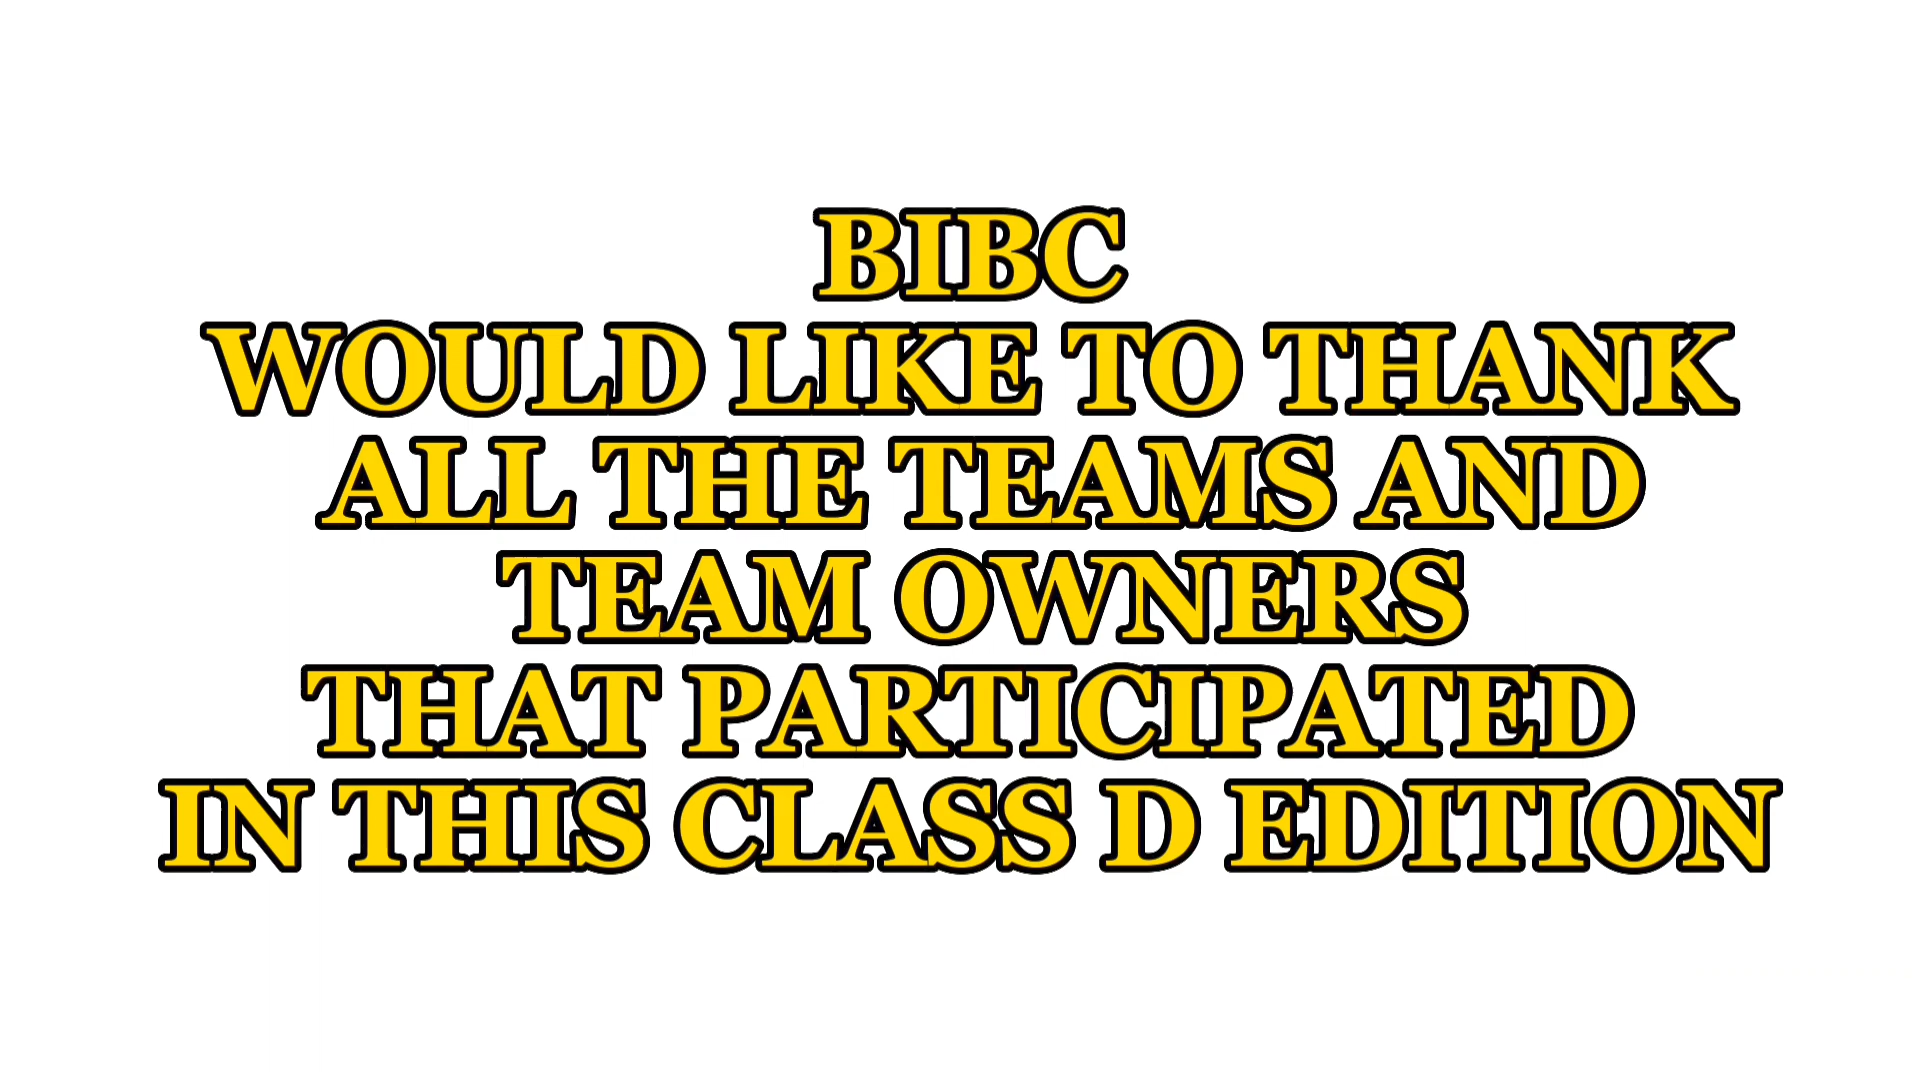 BIBC
WOULD LIKE TO THANK
ALL THE TEAMS AND
TEAM OWNERS
THAT PARTICIPATED
IN THIS CLASS D EDITION